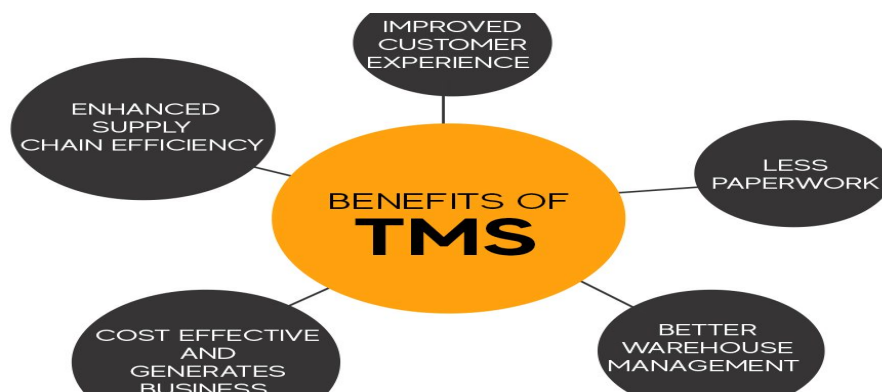 IMPROVED
CUSTOMER
EXPERIENCE
ENHANCED
SUPPLY
CHAIN EFFICIENCY
LESS
PAPERWORK
BENEFITS OF
TMS
COST EFFECTIVE
AND
GENERATES
BUSINESS
BETTER
WAREHOUSE
MANAGEMENT